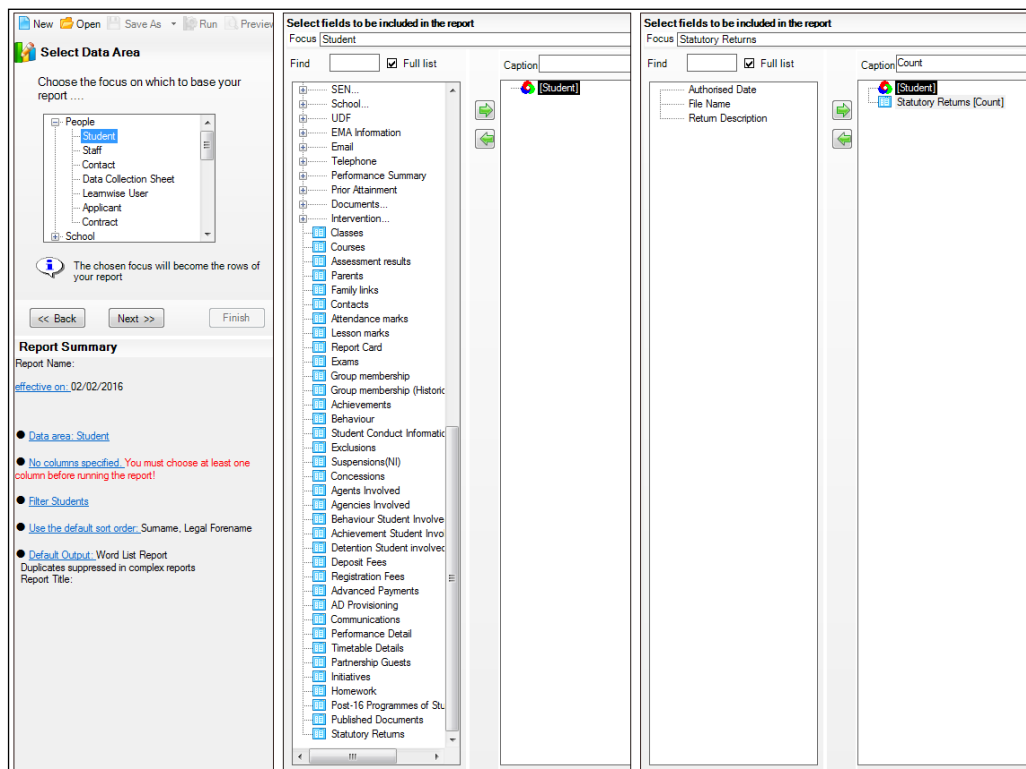 New Open Save As Run Preview
Select Data Area
Choose the focus on which to base your
report ....
People
Student
Staff
Contact
Data Collection Sheet
Learnwise User
Applicant
Contract
School
The chosen focus will become the rows of
your report
<< Back Next >> Finish
Report Summary
Report Name:
effective on: 02/02/2016
Data area: Student
No columns specified. You must choose at least one
column before running the report!
Filter Students
Use the default sort order: Surname, Legal Forename
Default Output: Word List Report
Duplicates suppressed in complex reports
Report Title:
Select fields to be included in the report
Focus Student
Find Full list Caption
SEN...
School...
UDF
EMA Information
Email
Telephone
Performance Summary
Prior Attainment
Documents...
Intervention...
Classes
Courses
Assessment results
Parents
Family links
Contacts
Attendance marks
Lesson marks
Report Card
Exams
Group membership
Group membership (Historic
Achievements
Behaviour
Student Conduct Informatic
Exclusions
Suspensions(NI)
Concessions
Agents Involved
Agencies Involved
Behaviour Student Involve
Achievement Student Invo
Detention Student involved
Deposit Fees
Registration Fees
Advanced Payments
AD Provisioning
Communications
Performance Detail
Timetable Details
Partnership Guests
Initiatives
Homework
Post-16 Programmes of Stu
Published Documents
Statutory Returns
[Student]
Select fields to be included in the report
Focus Statutory Returns
Find Full list Caption Count
Authorised Date
File Name
Return Description
[Student]
Statutory Returns [Count]